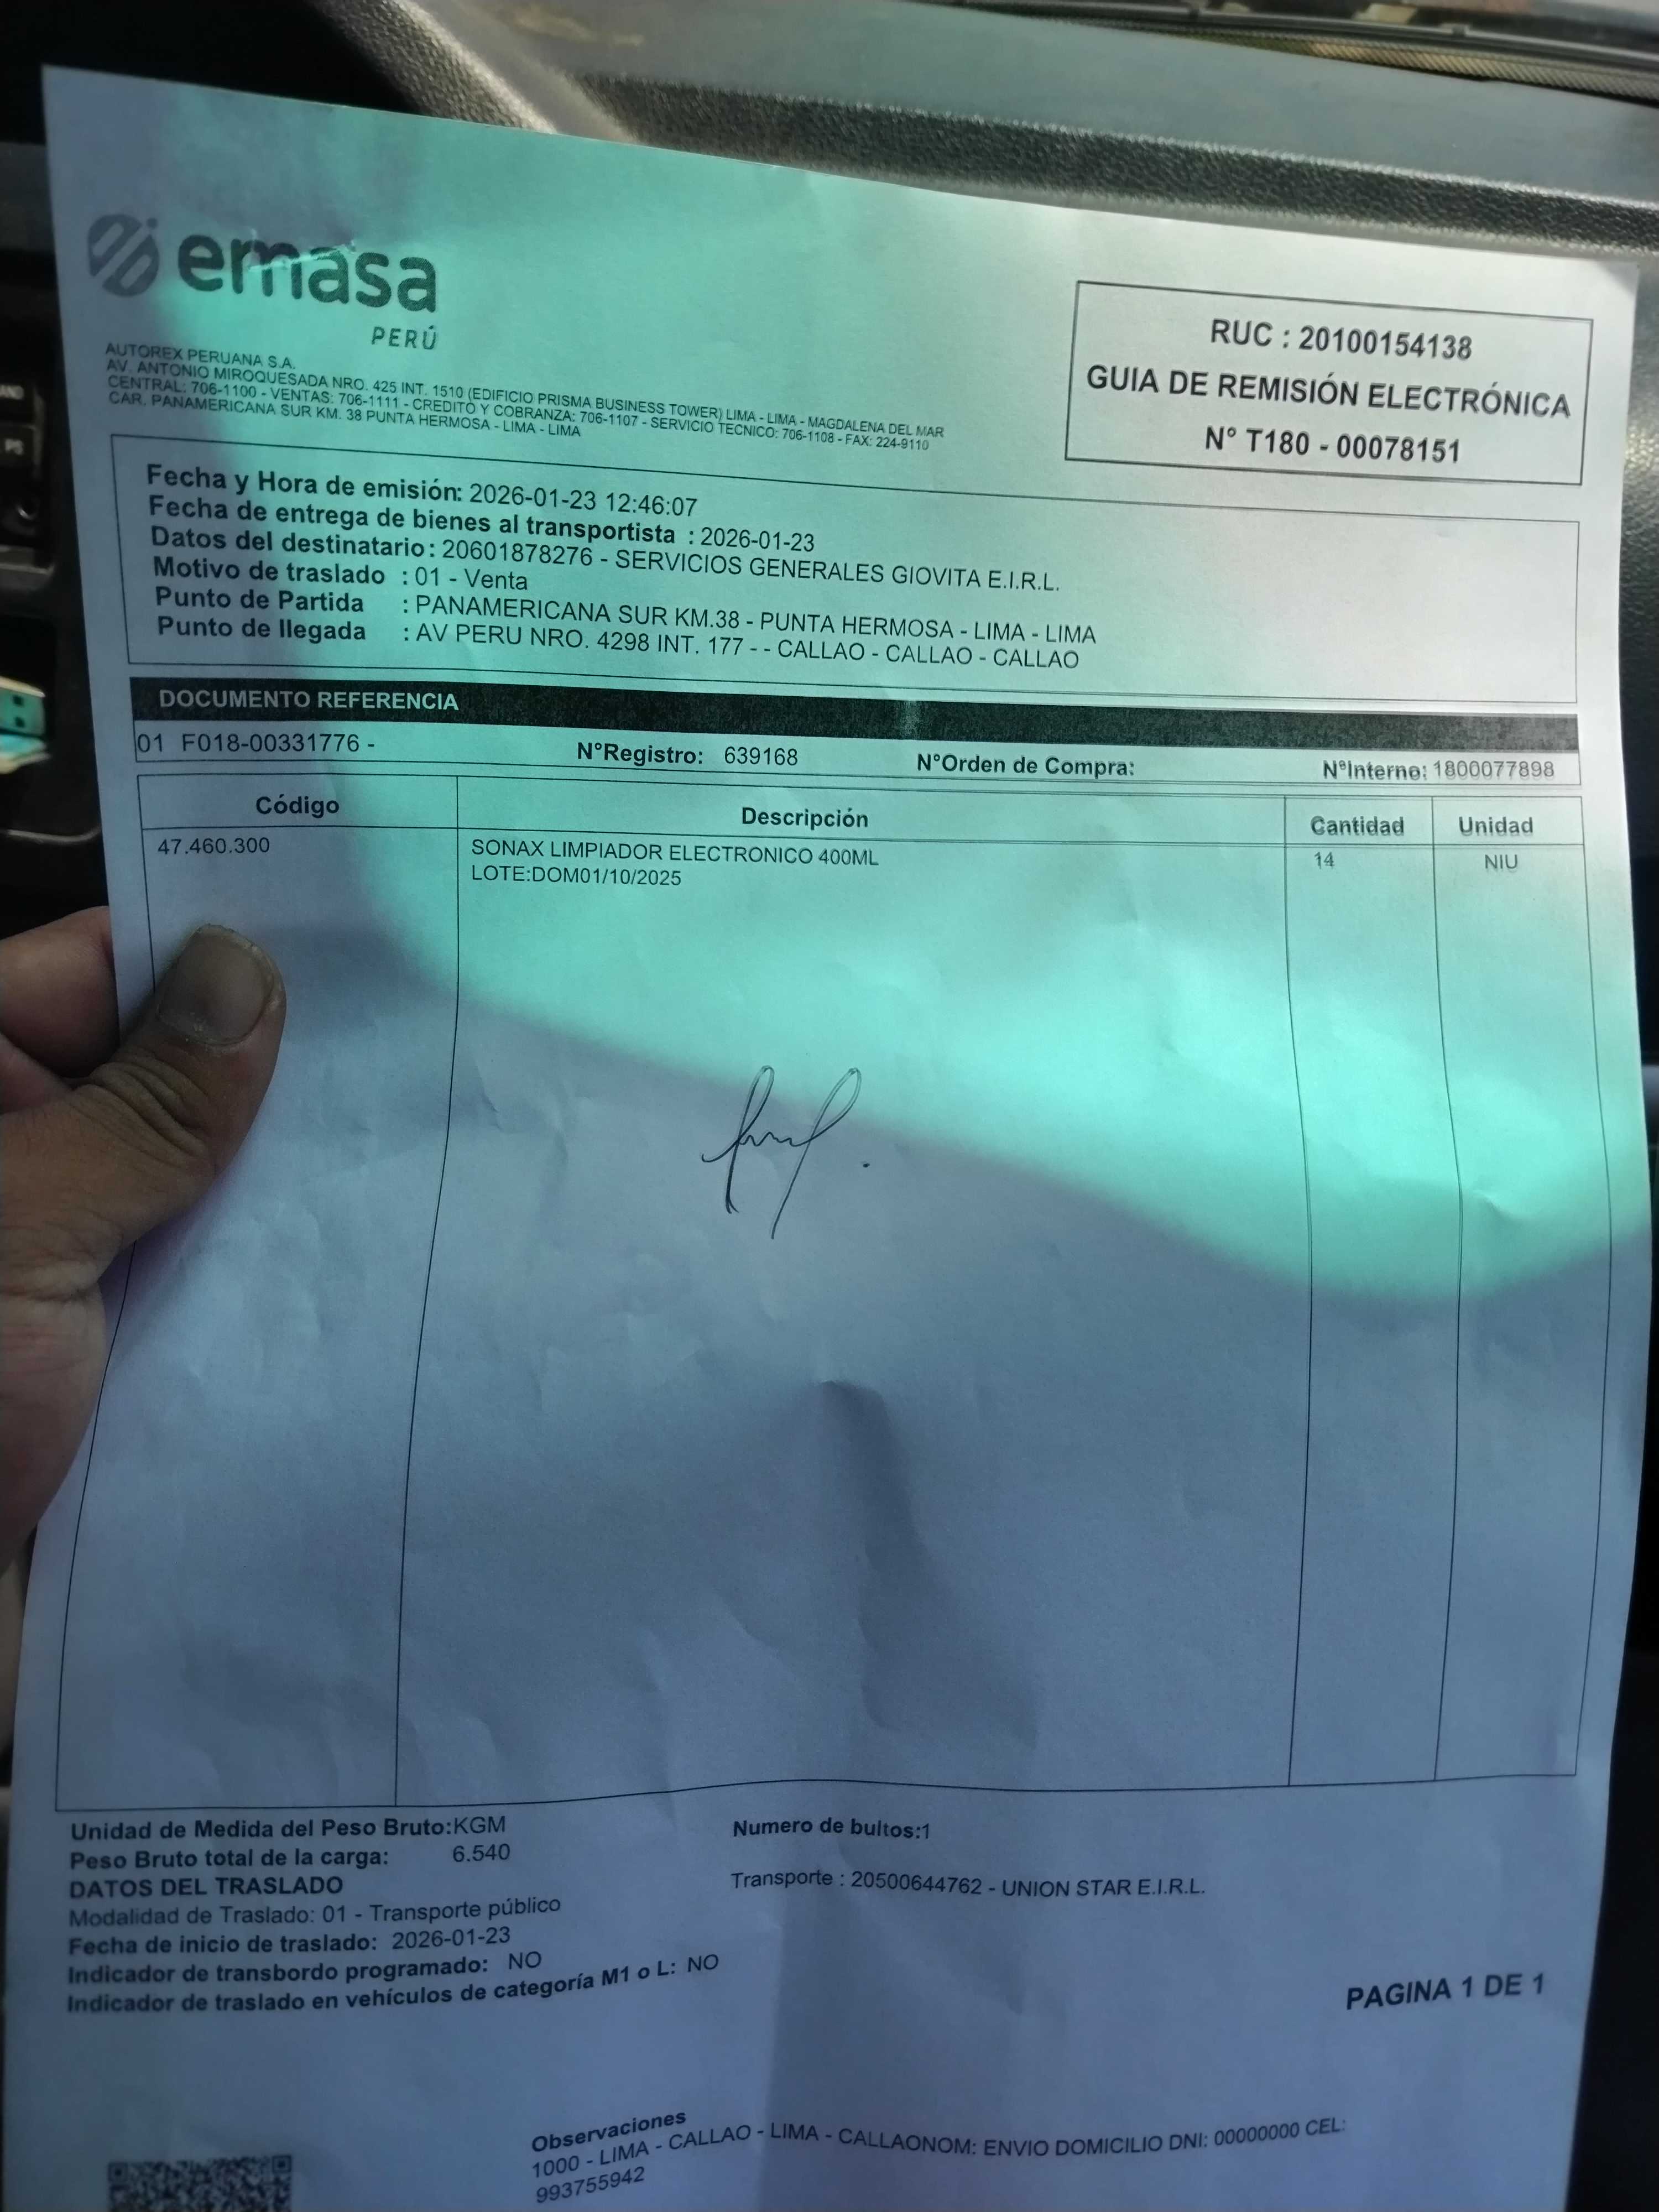 emasa
PERÚ
AUTOREX PERUANA S.A.
AV. ANTONIO MIROQUESADA NRO. 425 INT. 1510 (EDIFICIO PRISMA BUSINESS TOWER) LIMA - LIMA - MAGDALENA DEL MAR
CENTRAL: 706-1100 - VENTAS: 706-1111 - CREDITO Y COBRANZA: 706-1107 - SERVICIO TECNICO: 706-1108 - FAX: 224-9110
CAR. PANAMERICANA SUR KM. 38 PUNTA HERMOSA - LIMA - LIMA
RUC : 20100154138
GUIA DE REMISIÓN ELECTRÓNICA
N° T180 - 00078151
Fecha y Hora de emisión: 2026-01-23 12:46:07
Fecha de entrega de bienes al transportista : 2026-01-23
Datos del destinatario: 20601878276 - SERVICIOS GENERALES GIOVITA E.I.R.L.
Motivo de traslado : 01 - Venta
Punto de Partida : PANAMERICANA SUR KM.38 - PUNTA HERMOSA - LIMA - LIMA
Punto de llegada : AV PERU NRO. 4298 INT. 177 - - CALLAO - CALLAO - CALLAO
DOCUMENTO REFERENCIA
01 F018-00331776 - N°Registro: 639168 N°Orden de Compra: N°Interno: 1800077898
Código Descripción Cantidad Unidad
47.460.300 SONAX LIMPIADOR ELECTRONICO 400ML 14 NIU
LOTE:DOM01/10/2025
Unidad de Medida del Peso Bruto:KGM Numero de bultos:1
Peso Bruto total de la carga: 6.540
DATOS DEL TRASLADO Transporte : 20500644762 - UNION STAR E.I.R.L.
Modalidad de Traslado: 01 - Transporte público
Fecha de inicio de traslado: 2026-01-23
Indicador de transbordo programado: NO
Indicador de traslado en vehículos de categoría M1 o L: NO
PAGINA 1 DE 1
Observaciones
1000 - LIMA - CALLAO - LIMA - CALLAONOM: ENVIO DOMICILIO DNI: 00000000 CEL:
993755942